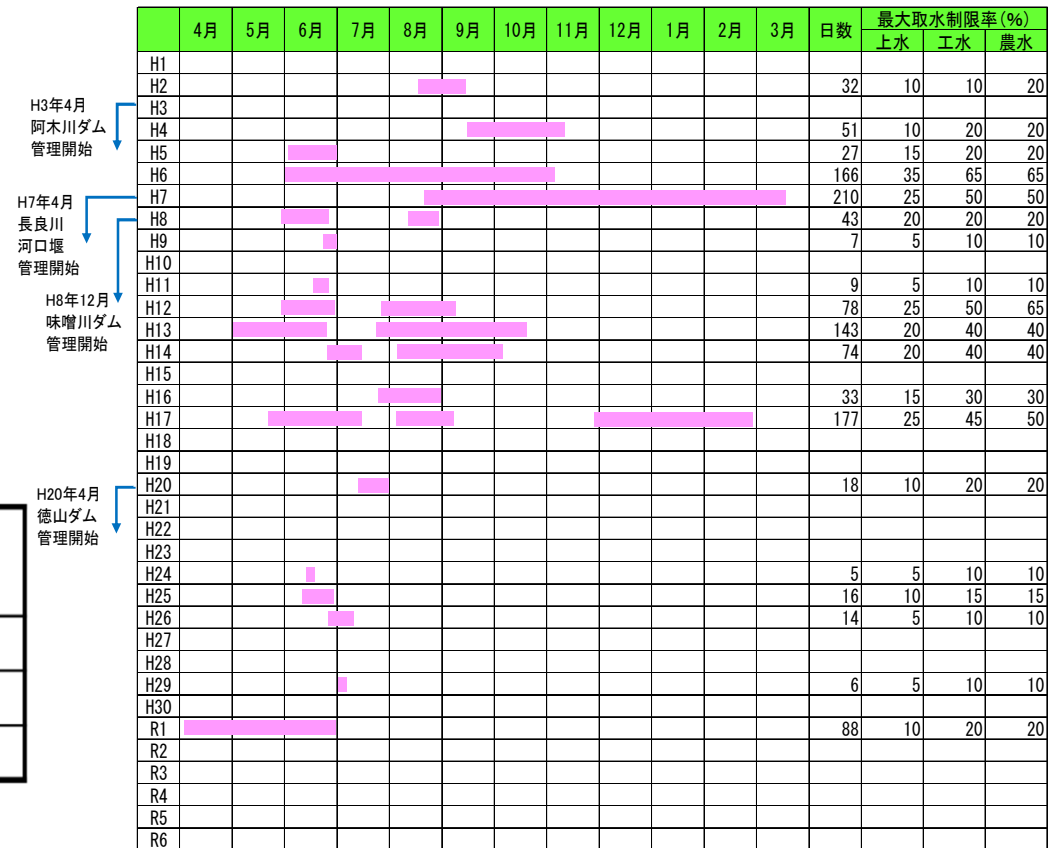 4月 5月 6月 7月 8月 9月 10月 11月 12月 1月 2月 3月 日数 最大取水制限率(%)
上水 工水 農水
H1
H2 32 10 10 20
H3
H4 51 10 20 20
H5 27 15 20 20
H6 166 35 65 65
H7 210 25 50 50
H8 43 20 20 20
H9 7 5 10 10
H10
H11 9 5 10 10
H12 78 25 50 65
H13 143 20 40 40
H14 74 20 40 40
H15
H16 33 15 30 30
H17 177 25 45 50
H18
H19
H20 18 10 20 20
H21
H22
H23
H24 5 5 10 10
H25 16 10 15 15
H26 14 5 10 10
H27
H28
H29 6 5 10 10
H30
R1 88 10 20 20
R2
R3
R4
R5
R6
H3年4月
阿木川ダム
管理開始
H7年4月
長良川
河口堰
管理開始
H8年12月
味噌川ダム
管理開始
H20年4月
徳山ダム
管理開始